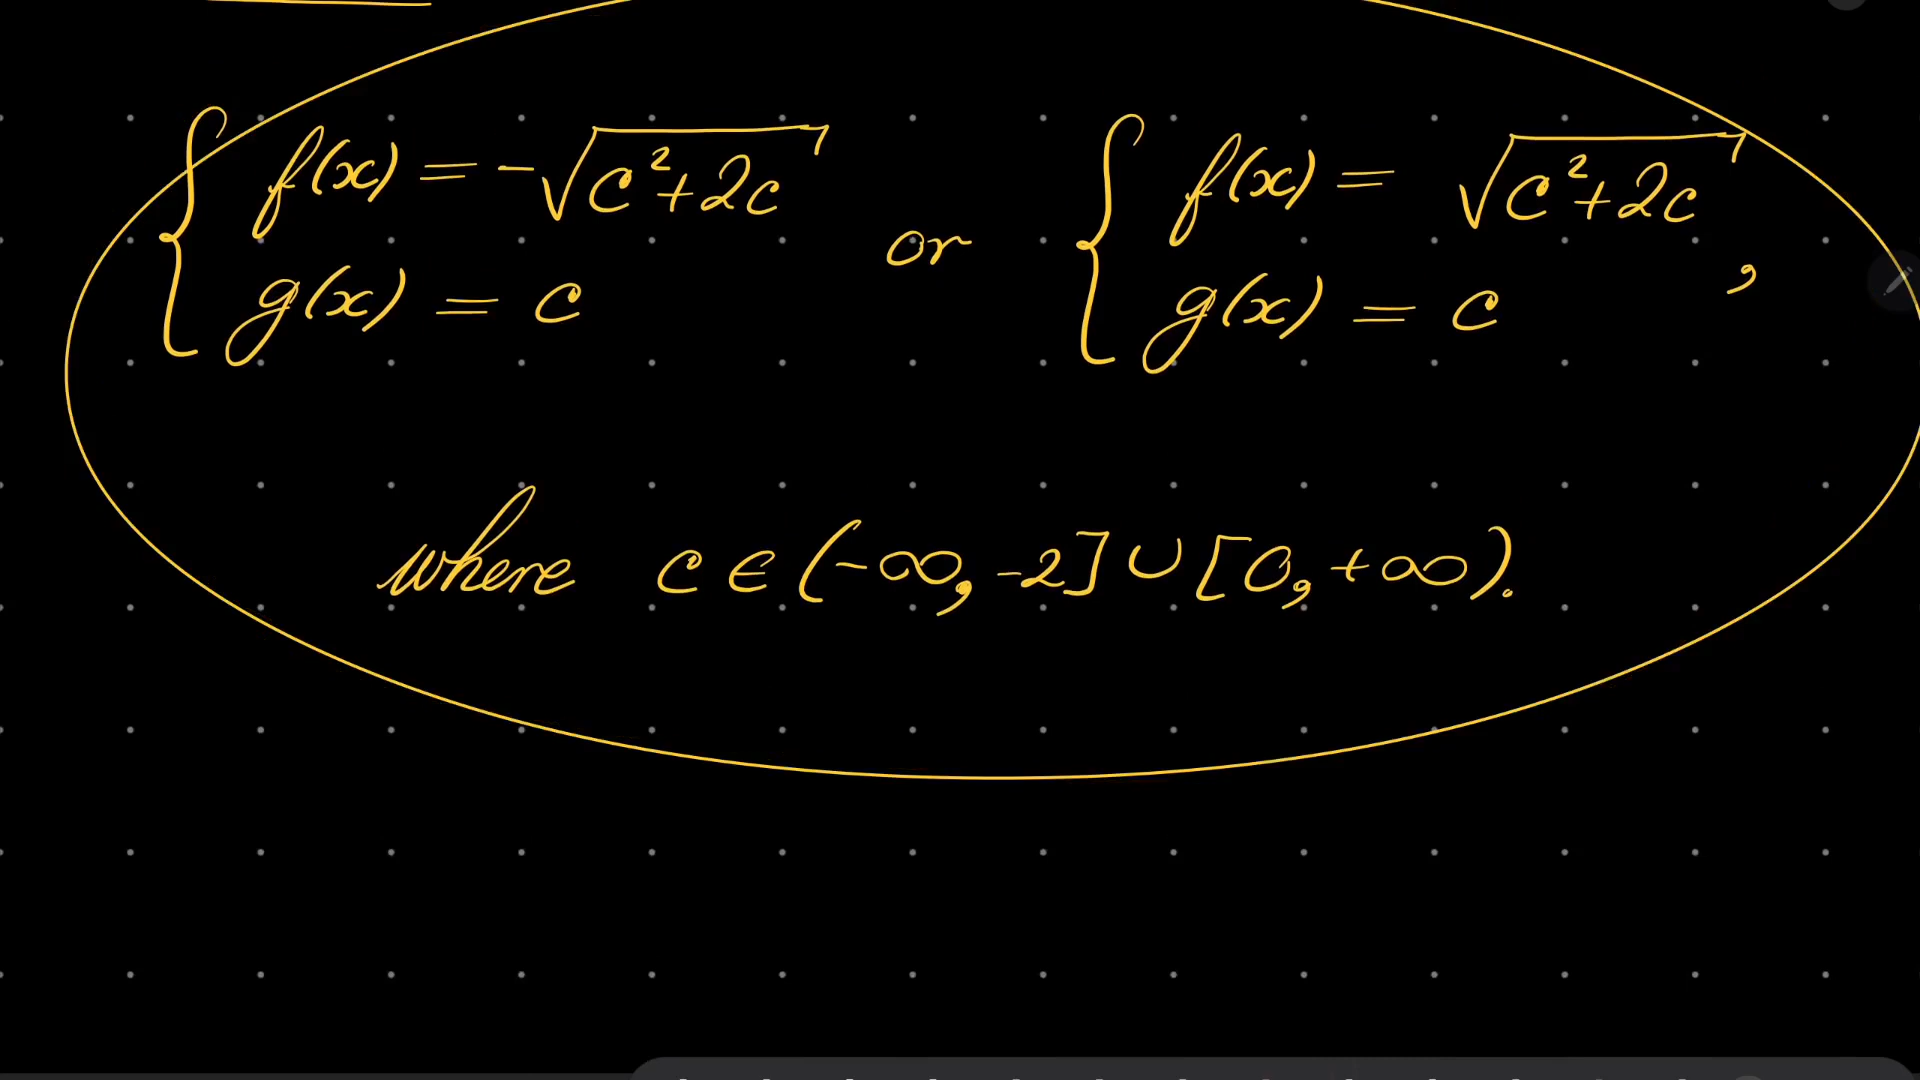 { f(x) = -√(c²+2c) or { f(x) = √(c²+2c)
g(x) = c g(x) = c ,
where c ∈ (-∞, -2] ∪ [0, +∞).